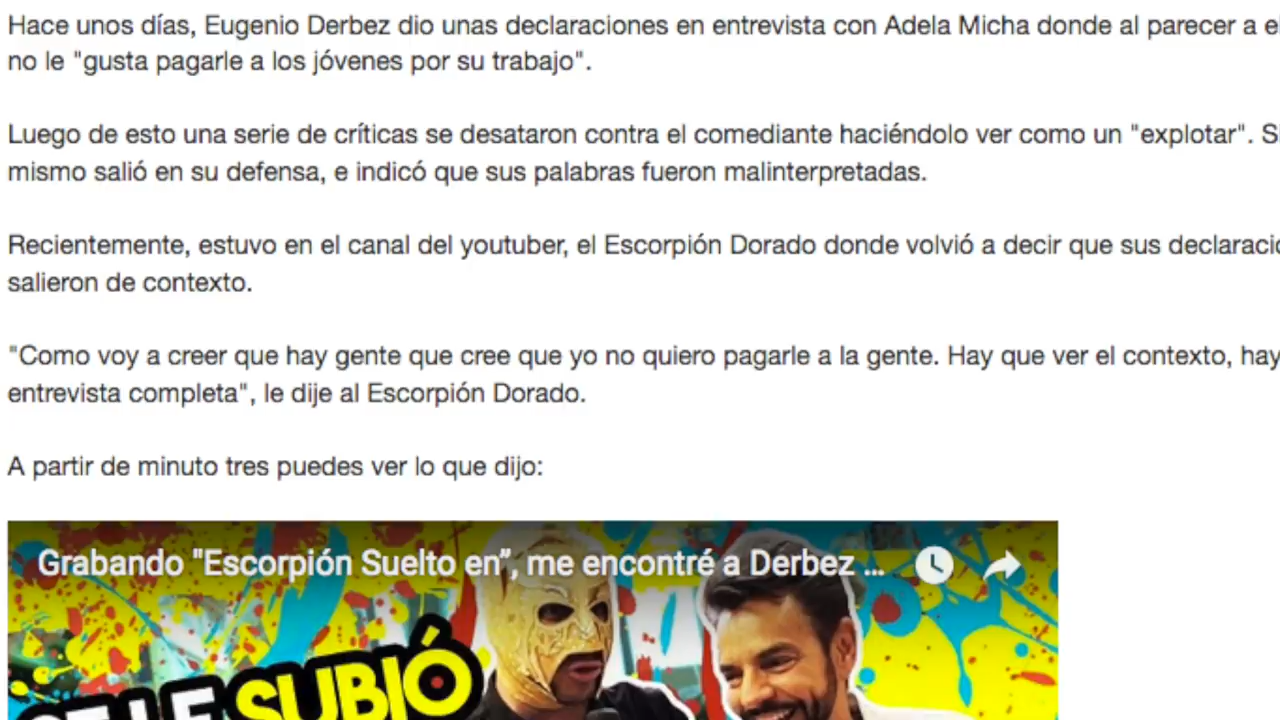 Hace unos días, Eugenio Derbez dio unas declaraciones en entrevista con Adela Micha donde al parecer a
no le "gusta pagarle a los jóvenes por su trabajo".
Luego de esto una serie de críticas se desataron contra el comediante haciéndolo ver como un "explotar".
mismo salió en su defensa, e indicó que sus palabras fueron malinterpretadas.
Recientemente, estuvo en el canal del youtuber, el Escorpión Dorado donde volvió a decir que sus
salieron de contexto.
"Como voy a creer que hay gente que cree que yo no quiero pagarle a la gente. Hay que ver el contexto, hay
entrevista completa", le dije al Escorpión Dorado.
A partir de minuto tres puedes ver lo que dijo:
Grabando "Escorpión Suelto en", me encontré a Derbez ...
SE LE SUBIÓ